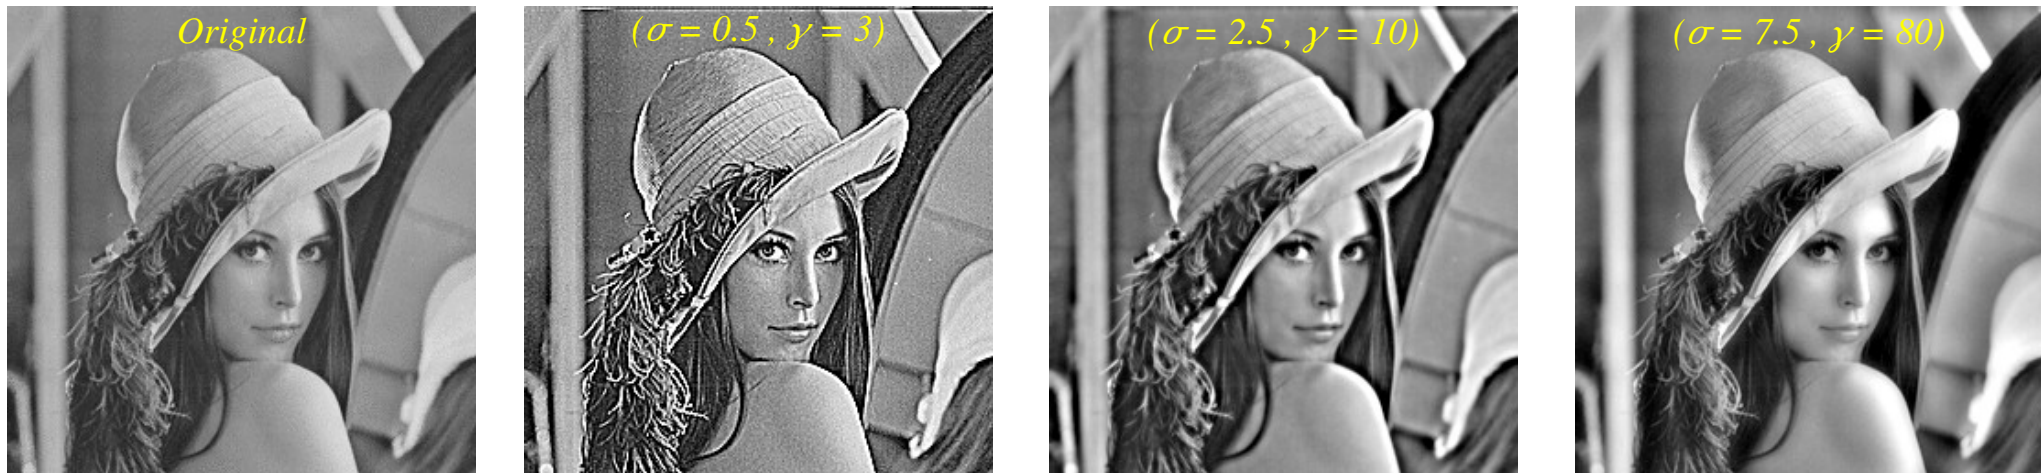 Original
(σ = 0.5 , γ = 3)
(σ = 2.5 , γ = 10)
(σ = 7.5 , γ = 80)